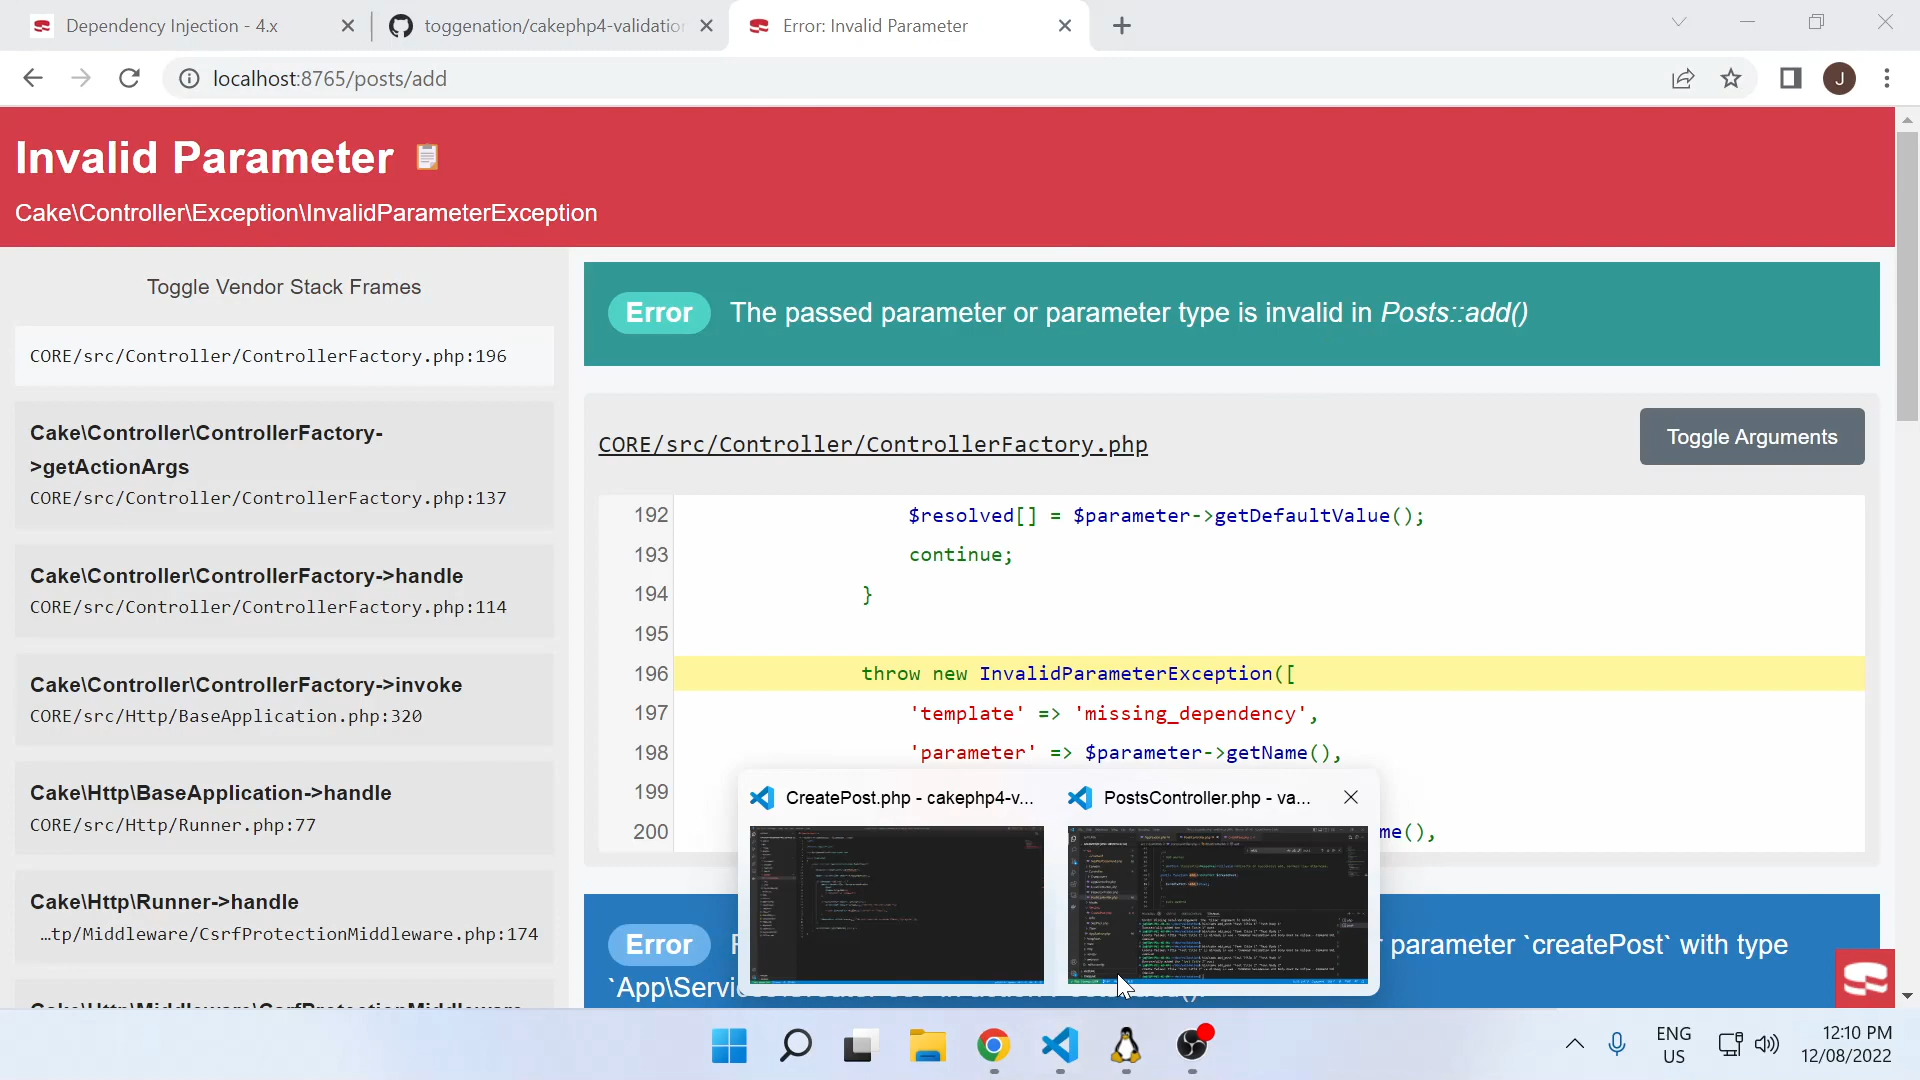 Dependency Injection - 4.x
toggenation/cakephp4-validation
Error: Invalid Parameter
localhost:8765/posts/add
J
Invalid Parameter
Cake\Controller\Exception\InvalidParameterException
Toggle Vendor Stack Frames
CORE/src/Controller/ControllerFactory.php:196
Cake\Controller\ControllerFactory-
>getActionArgs
CORE/src/Controller/ControllerFactory.php:137
Cake\Controller\ControllerFactory->handle
CORE/src/Controller/ControllerFactory.php:114
Cake\Controller\ControllerFactory->invoke
CORE/src/Http/BaseApplication.php:320
Cake\Http\BaseApplication->handle
CORE/src/Http/Runner.php:77
Cake\Http\Runner->handle
…tp/Middleware/CsrfProtectionMiddleware.php:174
Error The passed parameter or parameter type is invalid in Posts::add()
CORE/src/Controller/ControllerFactory.php
Toggle Arguments
192 $resolved[] = $parameter->getDefaultValue();
193 continue;
194 }
195
196 throw new InvalidParameterException([
197 'template' => 'missing_dependency',
198 'parameter' => $parameter->getName(),
199
200 me(),
Error r parameter `createPost` with type
`App\Servic
CreatePost.php - cakephp4-v...
PostsController.php - va...
ENG
US
12:10 PM
12/08/2022